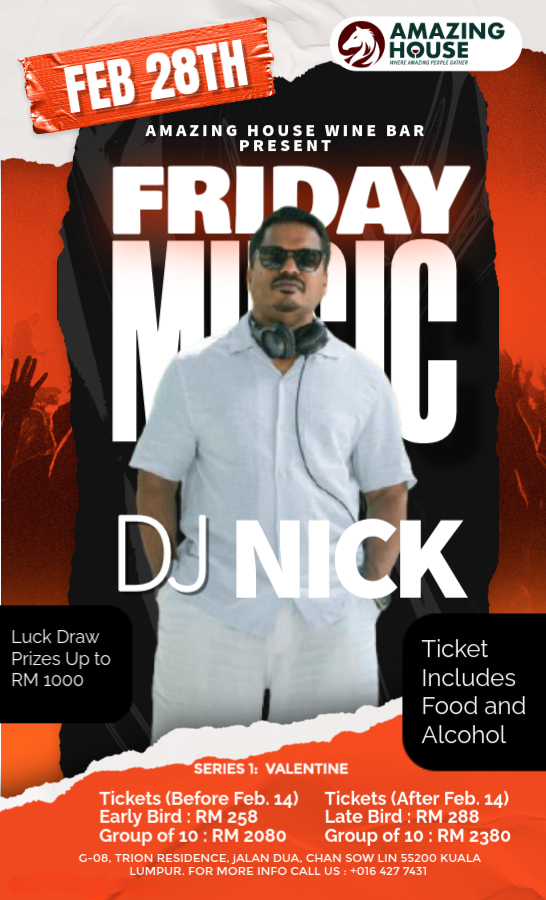 FEB 28TH
AMAZING
HOUSE
WHERE AMAZING PEOPLE GATHER
AMAZING HOUSE WINE BAR
PRESENT
FRIDAY
MUSIC
DJ NICK
Luck Draw
Prizes Up to
RM 1000
Ticket
Includes
Food and
Alcohol
SERIES 1: VALENTINE
Tickets (Before Feb. 14)
Early Bird : RM 258
Group of 10 : RM 2080
Tickets (After Feb. 14)
Late Bird : RM 288
Group of 10 : RM 2380
G-08, TRION RESIDENCE, jALAN DUA, CHAN SOW LIN 55200 KUALA
LUMPUR. FOR MORE INFO CALL US : +016 427 7431